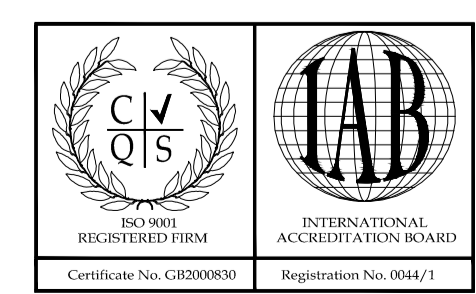 C ✓
Q S
ISO 9001
REGISTERED FIRM
Certificate No. GB2000830
IAB
INTERNATIONAL
ACCREDITATION BOARD
Registration No. 0044/1